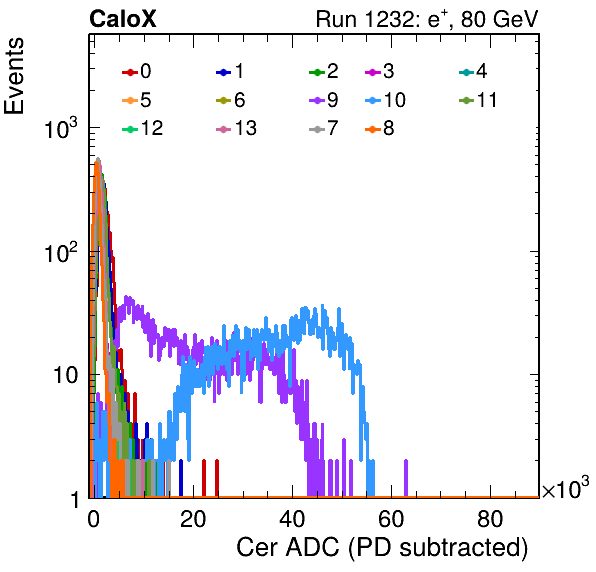 CaloX Run 1232: e⁺, 80 GeV
Events
0 1 2 3 4
5 6 9 10 11
12 13 7 8
10³
10²
10
1
0 20 40 60 80 ×10³
Cer ADC (PD subtracted)